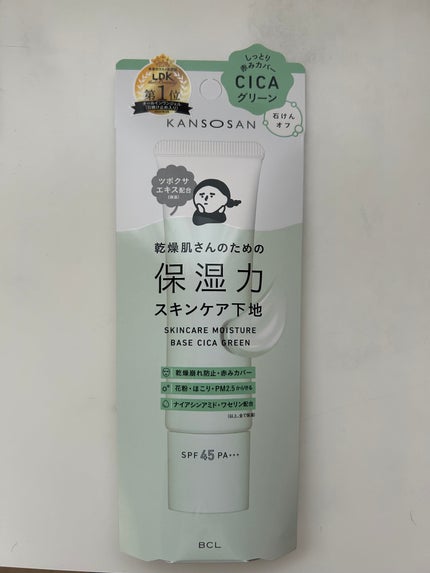 LDK
第1位
しっとり
赤みカバー
CICA
グリーン
石けん
オフ
KANSOSAN
ツボクサ
エキス配合
乾燥肌さんのための
保湿力
スキンケア下地
SKINCARE MOISTURE
BASE CICA GREEN
乾燥崩れ防止・赤みカバー
花粉・ほこり・PM2.5から守る
ナイアシンアミド・ワセリン配合
SPF 45 PA+++
BCL